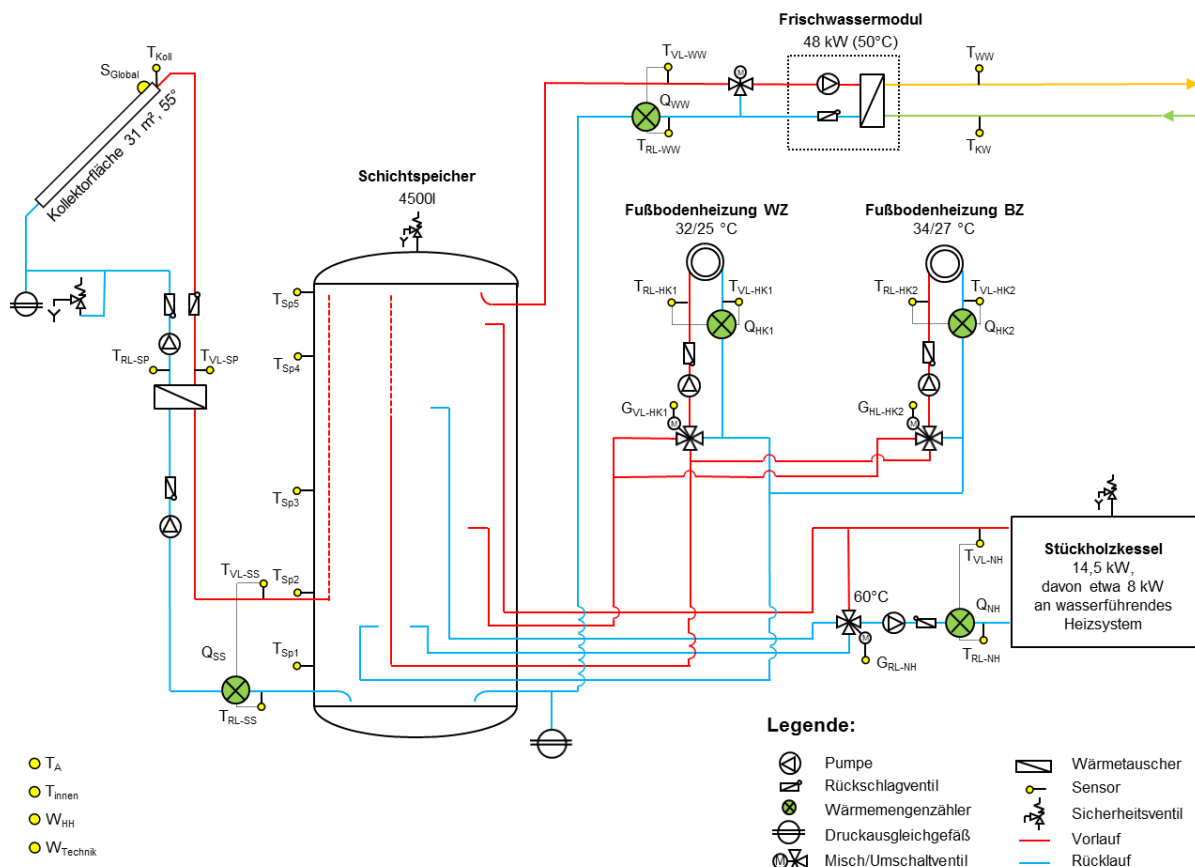 Frischwassermodul
48 kW (50°C)
T_Koll
S_Global
Kollektorfläche 31 m², 55°
T_VL-WW
M
Q_WW
T_RL-WW
T_WW
T_KW
Schichtspeicher
4500l
Fußbodenheizung WZ
32/25 °C
Fußbodenheizung BZ
34/27 °C
T_RL-HK1
T_VL-HK1
Q_HK1
T_RL-HK2
T_VL-HK2
Q_HK2
T_Sp5
T_Sp4
T_Sp3
T_Sp2
T_Sp1
T_RL-SP
T_VL-SP
G_VL-HK1
M
G_HL-HK2
M
T_VL-SS
Q_SS
T_RL-SS
60°C
M
G_RL-NH
T_VL-NH
Q_NH
T_RL-NH
Stückholzkessel
14,5 kW,
davon etwa 8 kW
an wasserführendes
Heizsystem
T_A
T_innen
W_HH
W_Technik
Legende:
Pumpe
Rückschlagventil
Wärmemengenzähler
Druckausgleichgefäß
M
Misch/Umschaltventil
Wärmetauscher
Sensor
Sicherheitsventil
Vorlauf
Rücklauf